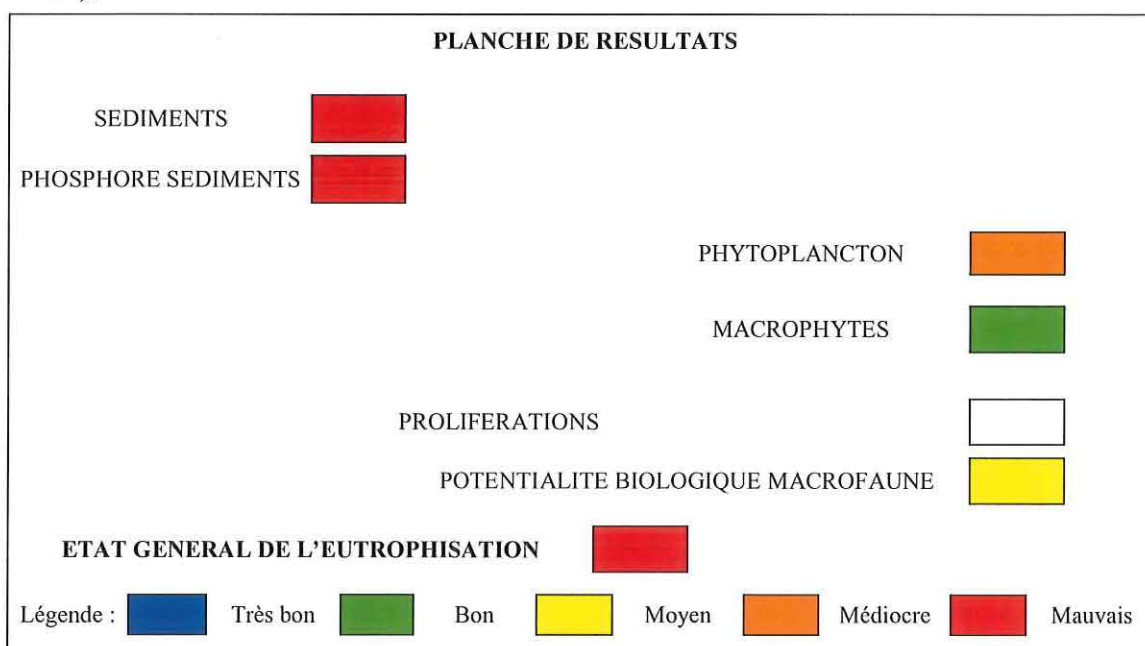 PLANCHE DE RESULTATS
SEDIMENTS
PHOSPHORE SEDIMENTS
PHYTOPLANCTON
MACROPHYTES
PROLIFERATIONS
POTENTIALITE BIOLOGIQUE MACROFAUNE
ETAT GENERAL DE L'EUTROPHISATION
Légende : Très bon Bon Moyen Médiocre Mauvais